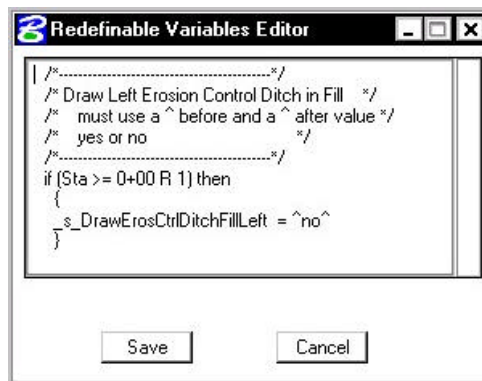 Redefinable Variables Editor
/*-------------------------------------------*/
/* Draw Left Erosion Control Ditch in Fill */
/* must use a ^ before and a ^ after value */
/* yes or no */
/*-------------------------------------------*/
if (Sta >= 0+00 R 1) then
{
_s_DrawErosCtrlDitchFillLeft = ^no^
}
Save Cancel